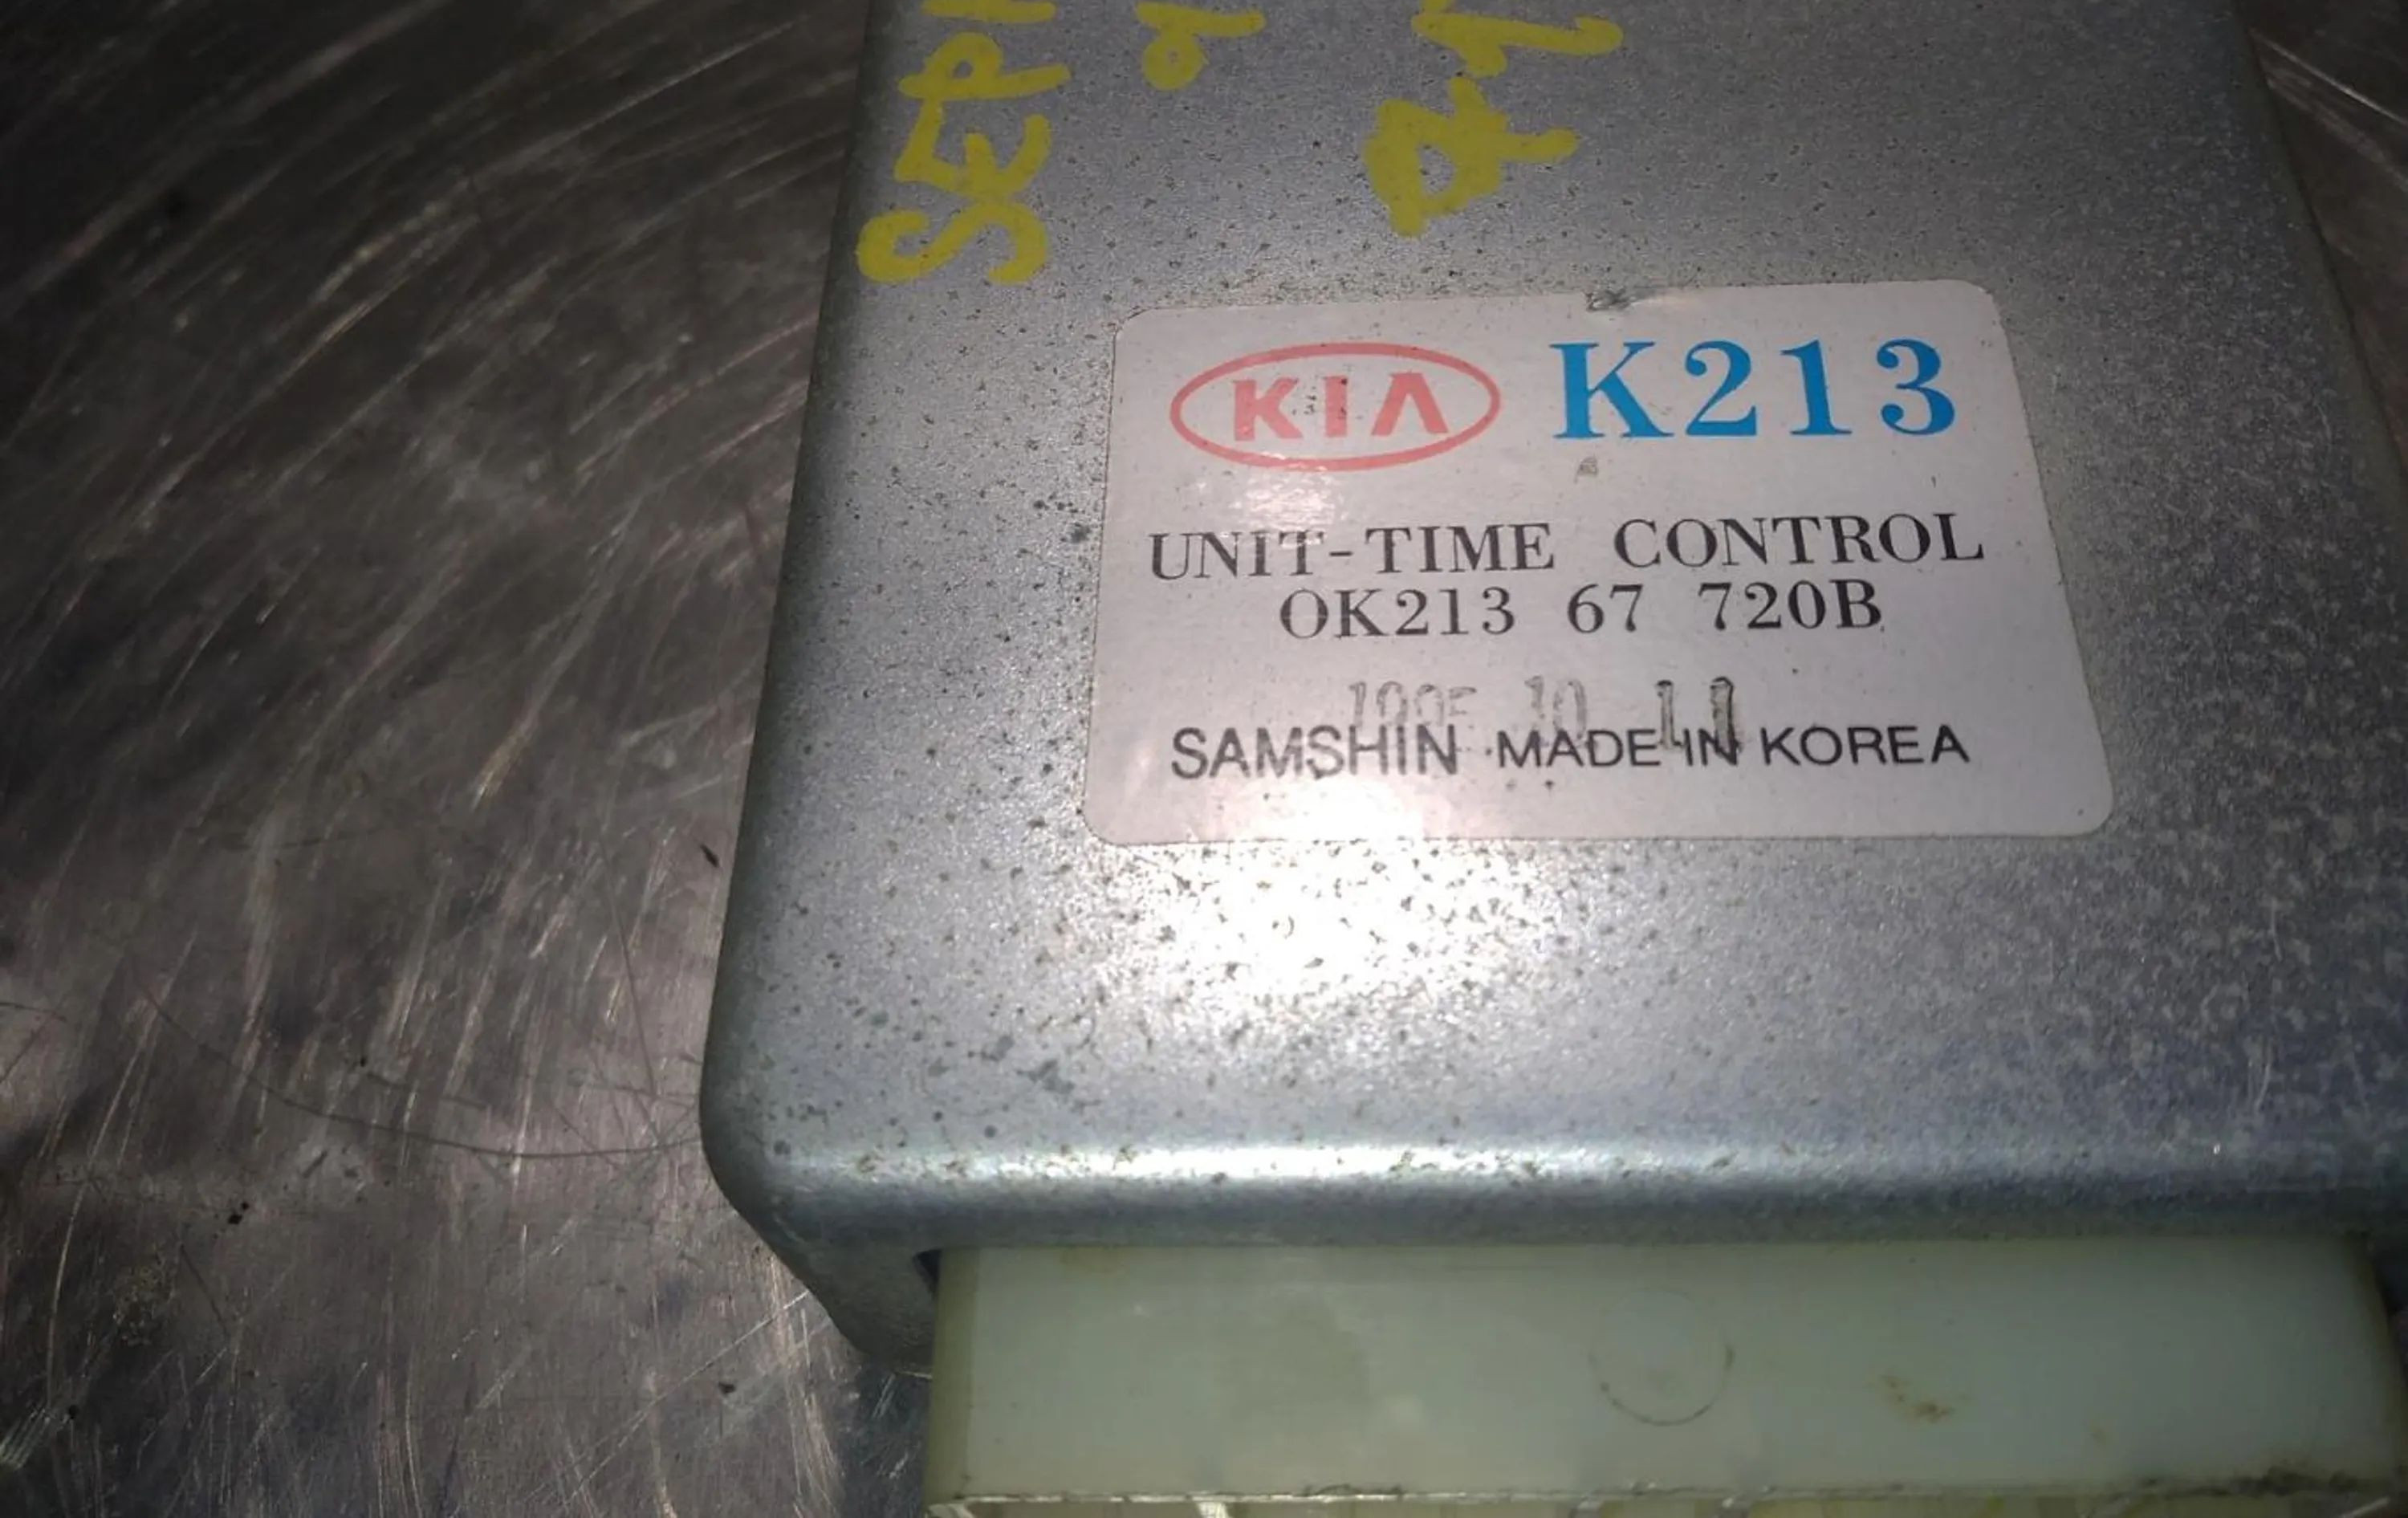 KIA K213
UNIT-TIME CONTROL
OK213 67 720B
SAMSHIN MADE IN KOREA